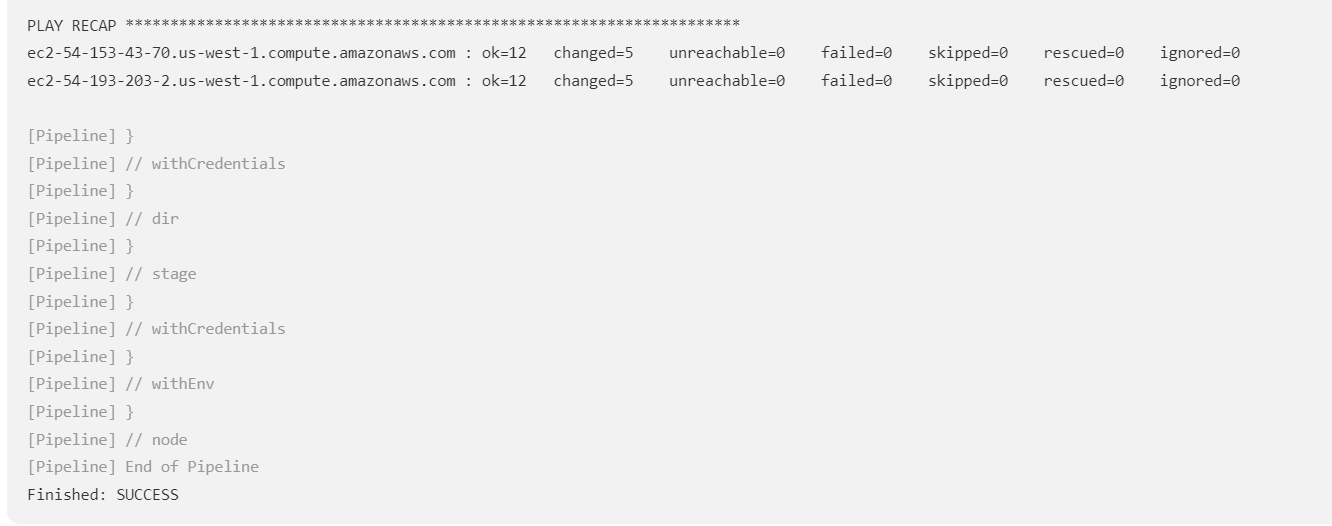 PLAY RECAP *********************************************************************
ec2-54-153-43-70.us-west-1.compute.amazonaws.com : ok=12   changed=5    unreachable=0    failed=0    skipped=0    rescued=0    ignored=0
ec2-54-193-203-2.us-west-1.compute.amazonaws.com : ok=12   changed=5    unreachable=0    failed=0    skipped=0    rescued=0    ignored=0
[Pipeline] }
[Pipeline] // withCredentials
[Pipeline] }
[Pipeline] // dir
[Pipeline] }
[Pipeline] // stage
[Pipeline] }
[Pipeline] // withCredentials
[Pipeline] }
[Pipeline] // withEnv
[Pipeline] }
[Pipeline] // node
[Pipeline] End of Pipeline
Finished: SUCCESS